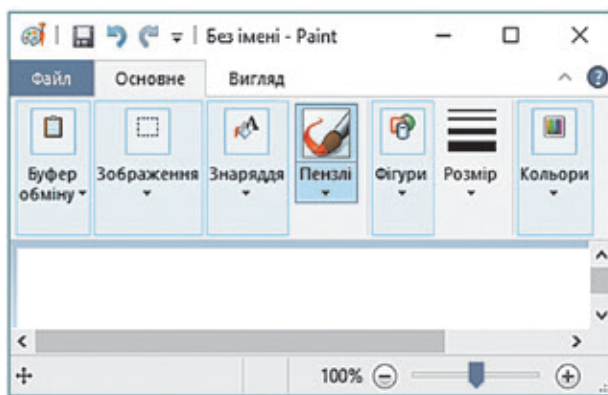 Без імені - Paint
Файл Основне Вигляд
Буфер обміну Зображення Знаряддя Пензлі Фігури Розмір Кольори
100%